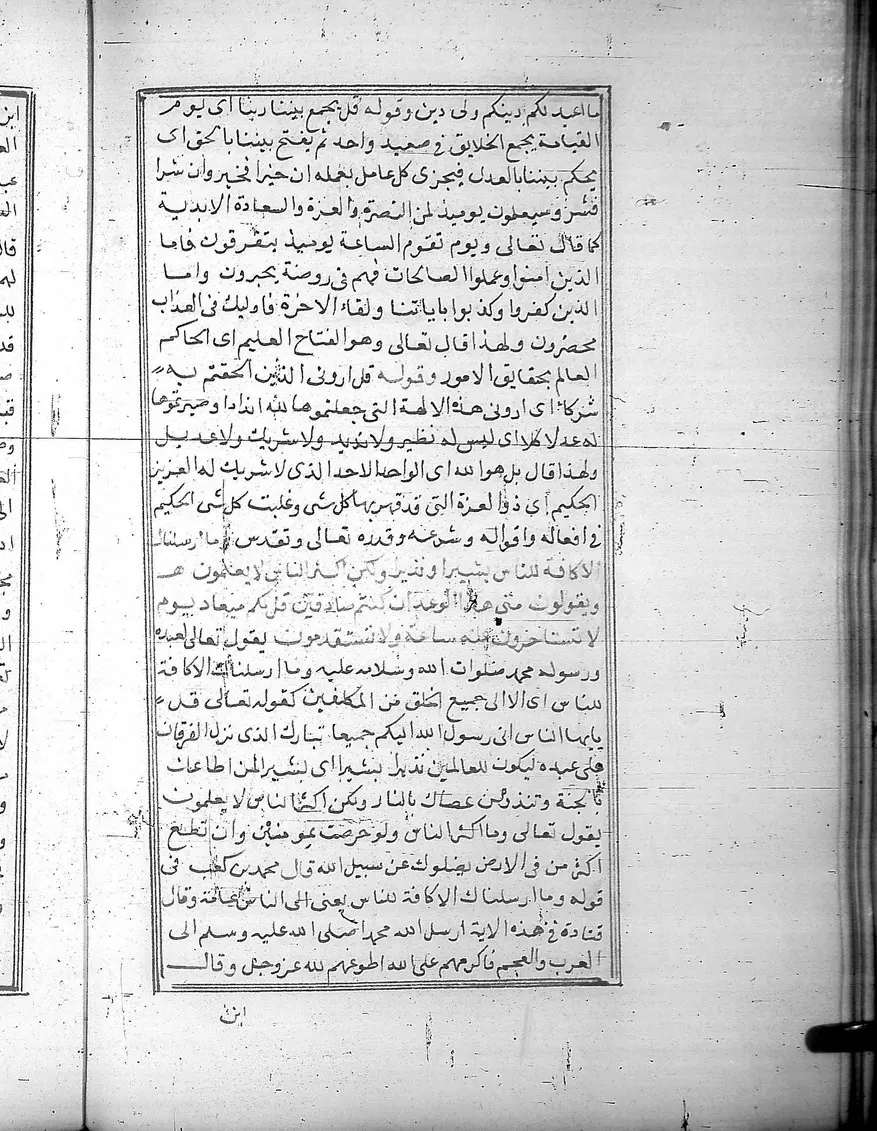 ما اعبد لكم دينكم ولى دين وقوله قل يجمع بيننا ربنا اى يوم
القيامة يجمع الخلايق فى صعيد واحد ثم يفتح بيننا بالحق اى
يحكم بيننا بالعدل فيجزى كل عامل بعمله ان خيرا فخير وان شرا
فشر وسيعلمون يوميذ لمن النصرة والعزة والسعادة الابدية
كما قال تعالى ويوم تقوم الساعة يوميذ يتفرقون فاما
الذين امنوا وعملوا الصالحات فهم فى روضة يحبرون واما
الذين كفروا وكذبوا باياتنا ولقاء الاخرة فاوليك فى العذاب
محضرون ولهذا قال تعالى وهو الفتاح العليم اى الحاكم
العالم بحقايق الامور وقوله قل ارونى الذين الحقتم به
شركاء اى ارونى هذه الالهة التى جعلتموها لله اندادا وصيرتموها
له عدلا كلا اى ليس له نظير ولا نديد ولا شريك ولا عديل
ولهذا قال بل هو الله اى الواحد الاحد الذى لا شريك له العزيز
الحكيم اى ذو العزة التى قد قهر بها كل شى وغلبت كل شى الحكيم
فى افعاله واقواله وشرعه وقدره تعالى وتقدس وما ارسلناك
الا كافة للناس بشيرا ونذيرا ولكن اكثر الناس لا يعلمون
ويقولون متى هذا الوعد ان كنتم صادقين قل لكم ميعاد يوم
لا تستاخرون عنه ساعة ولا تستقدمون يقول تعالى لعبده
ورسوله محمد صلوات الله وسلامه عليه وما ارسلناك الا كافة
للناس اى الا الى جميع الخلق من المكلفين كقوله تعالى قل
يايها الناس انى رسول الله اليكم جميعا تبارك الذى نزل الفرقان
على عبده ليكون للعالمين نذيرا بشيرا اى لبشير المن اطاعك
بالجنة وتنذر من عصاك بالنار ولكن اكثر الناس لا يعلمون
يقول تعالى وما اكثر الناس ولو حرصت بمومنين وان تطع
اكثر من فى الارض يضلوك عن سبيل الله قال محمد بن كعب فى
قوله وما ارسلناك الا كافة للناس يعنى الى الناس عامة وقال
قتادة فى هذه الاية ارسل الله محمدا صلى الله عليه وسلم الى
العرب والعجم فاكرمهم على الله اطوعهم لله عز وجل وقال
ابن